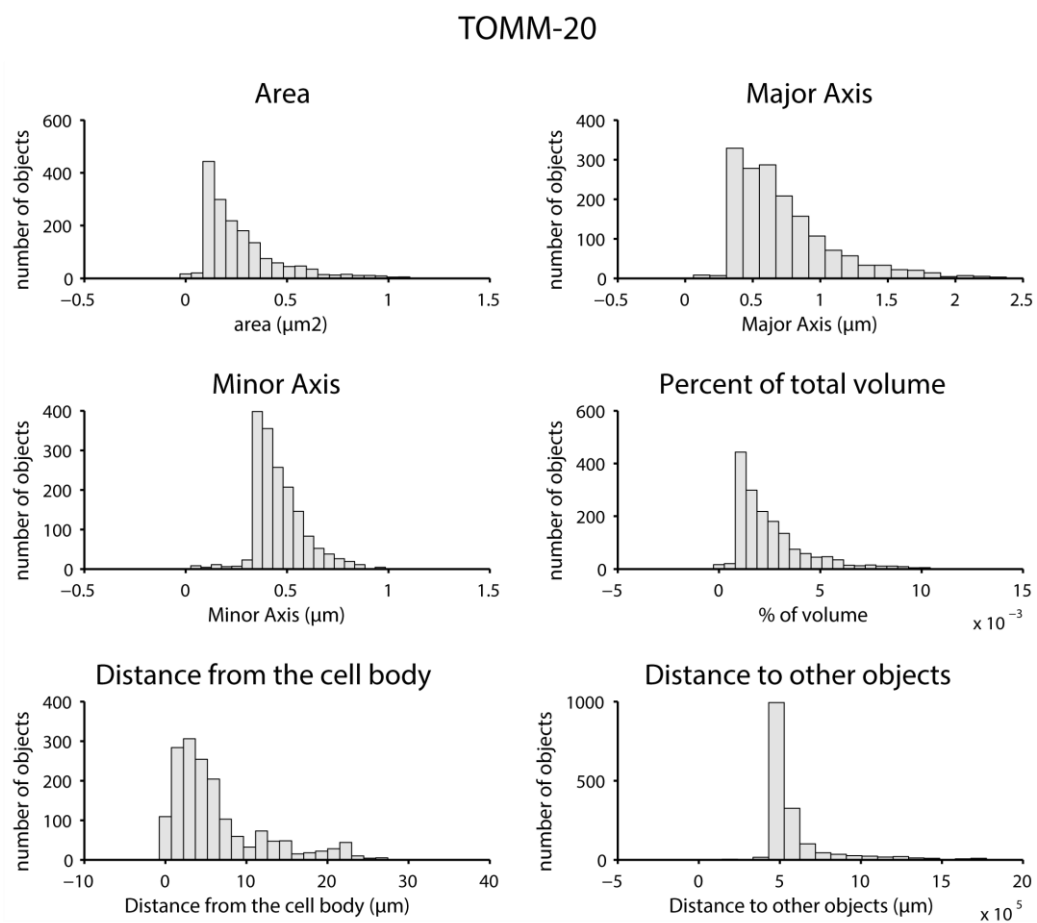 TOMM-20
Area
number of objects
600
400
200
0
−0.5
0
0.5
1
1.5
area (μm2)
Major Axis
number of objects
400
300
200
100
0
−0.5
0
0.5
1
1.5
2
2.5
Major Axis (μm)
Minor Axis
number of objects
400
300
200
100
0
−0.5
0
0.5
1
1.5
Minor Axis (μm)
Percent of total volume
number of objects
600
400
200
0
−5
0
5
10
15
% of volume
x 10 −3
Distance from the cell body
number of objects
400
300
200
100
0
−10
0
10
20
30
40
Distance from the cell body (μm)
Distance to other objects
number of objects
1000
500
0
−5
0
5
10
15
20
Distance to other objects (μm)
x 10 5